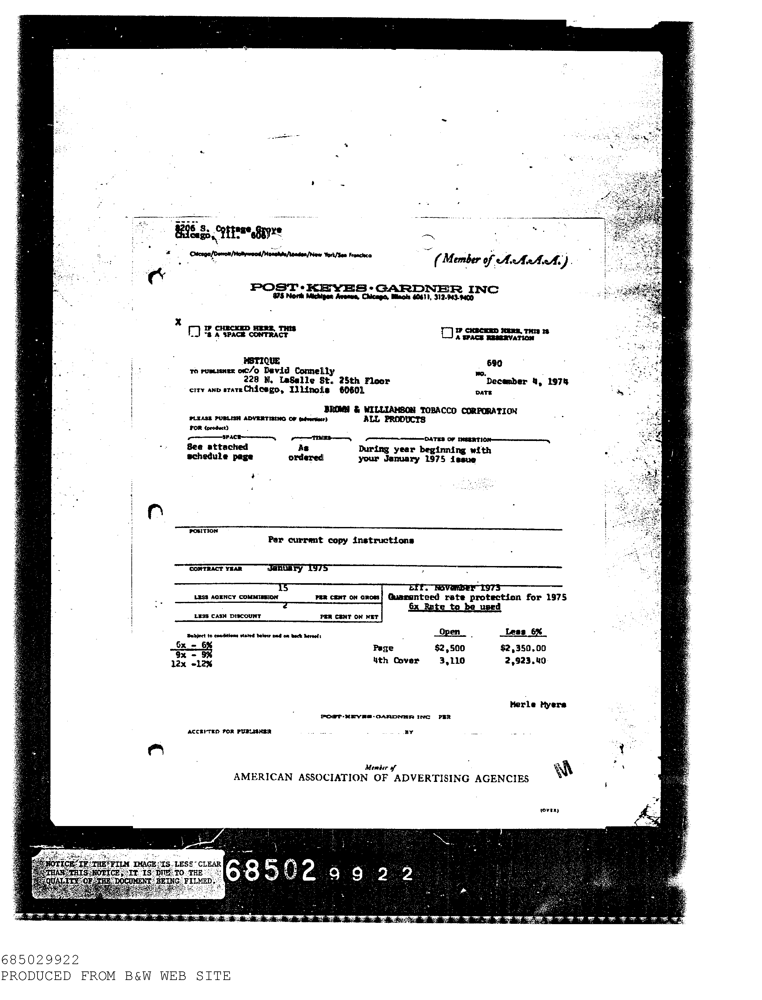 8206 S. Cottage Grove
Chicago, Ill.
Chicago/Detroit/Hollywood/Honolulu/London/New York/San Francisco
(Member of A.A.A.A.)
POST·KEYES·GARDNER INC
875 North Michigan Avenue, Chicago, Illinois 60611, 312-943-9400
X
IF CHECKED HERE, THIS
IS A SPACE CONTRACT
IF CHECKED HERE, THIS IS
A SPACE RESERVATION
MSTIQUE
690
TO PUBLISHER OF c/o David Connelly
NO.
228 N. LaSalle St. 25th Floor
December 4, 1974
CITY AND STATE Chicago, Illinois 60601
DATE
BROWN & WILLIAMSON TOBACCO CORPORATION
PLEASE PUBLISH ADVERTISING OF (advertiser)
ALL PRODUCTS
FOR (product)
SPACE TIMES DATES OF INSERTION
See attached As During year beginning with
schedule page ordered your January 1975 issue
POSITION
Per current copy instructions
CONTRACT YEAR January 1975
15 Eff. November 1973
LESS AGENCY COMMISSION PER CENT ON GROSS Guaranteed rate protection for 1975
2 6x Rate to be used
LESS CASH DISCOUNT PER CENT ON NET
Subject to conditions stated below and on back hereof:
Open Less 6%
6x - 6%
Page $2,500 $2,350.00
9x - 9%
4th Cover 3,110 2,923.40
12x -12%
Merle Myers
POST·KEYES·GARDNER INC PER
ACCEPTED FOR PUBLISHER BY
Member of
AMERICAN ASSOCIATION OF ADVERTISING AGENCIES
M
(OVER)
NOTICE IF THE FILM IMAGE IS LESS CLEAR
THAN THIS NOTICE, IT IS DUE TO THE
QUALITY OF THE DOCUMENT BEING FILMED.
68502 9922
685029922
PRODUCED FROM B&W WEB SITE